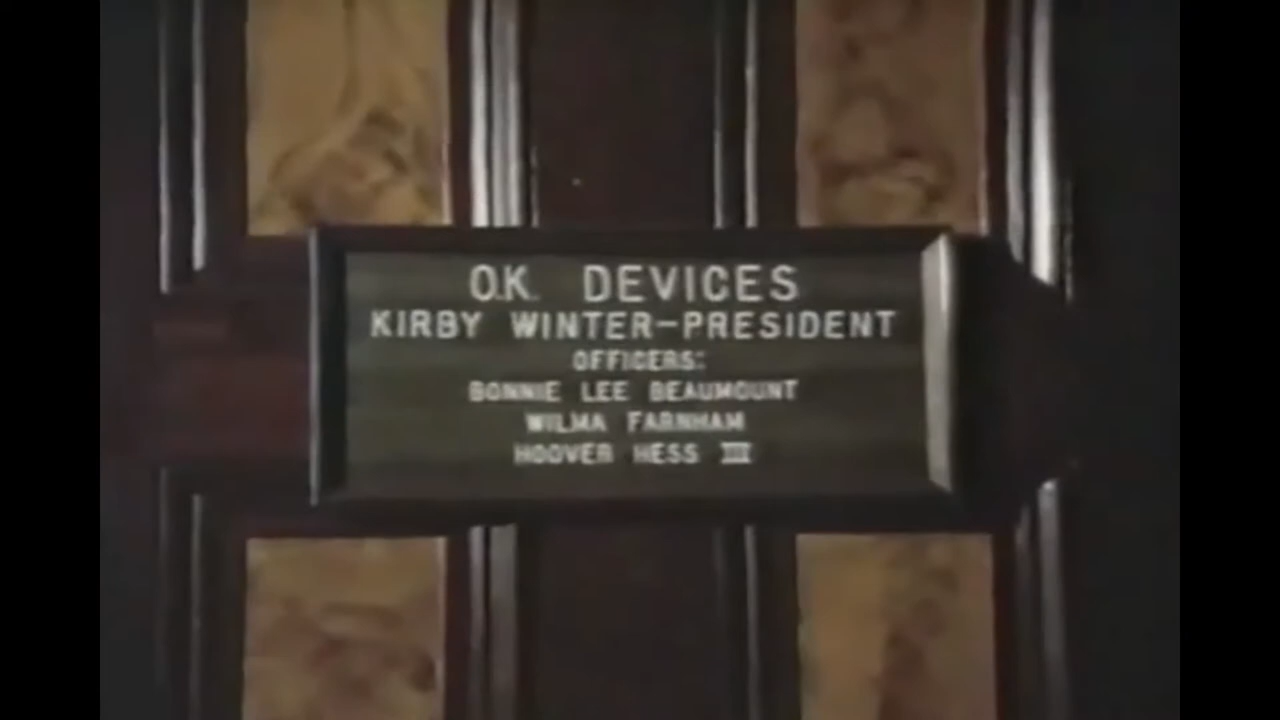 O.K. DEVICES
KIRBY WINTER-PRESIDENT
OFFICERS:
BONNIE LEE BEAUMOUNT
WILMA FARNHAM
HOOVER HESS III